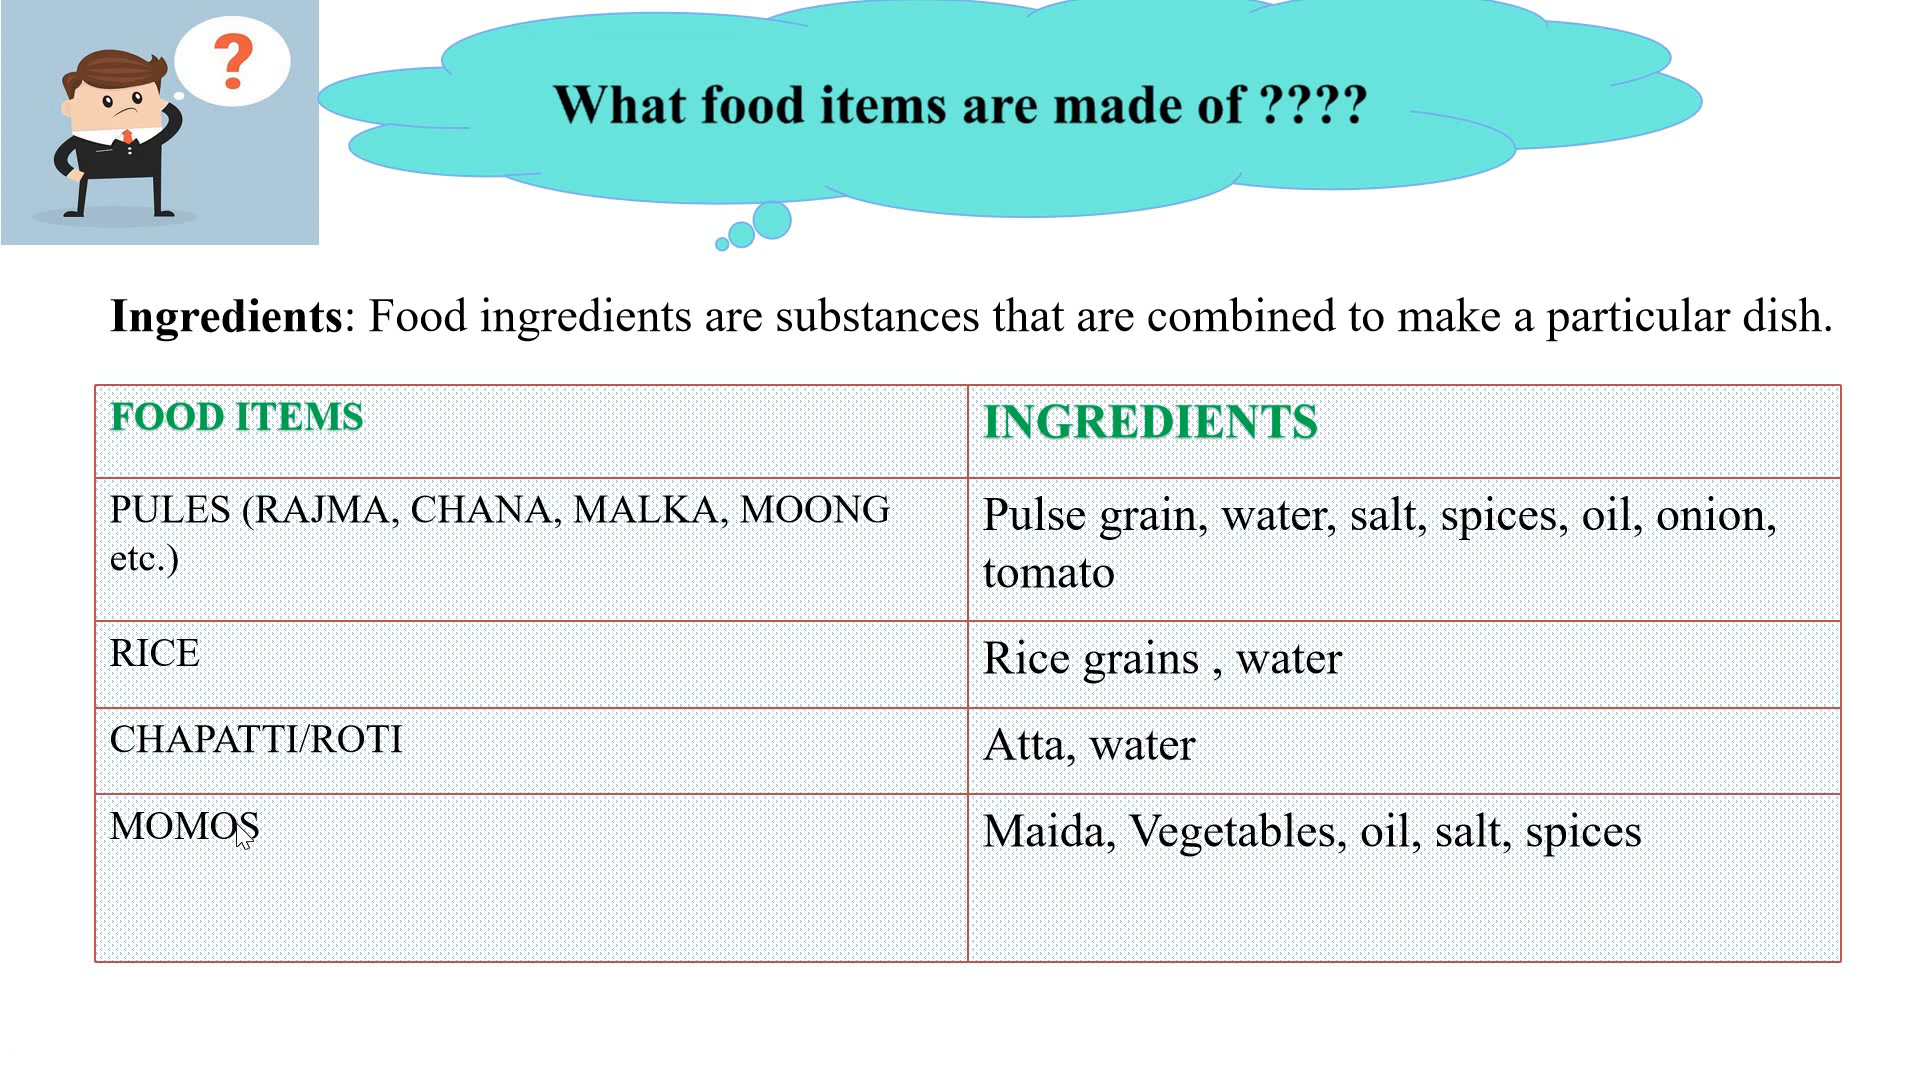 ?
What food items are made of ????
Ingredients: Food ingredients are substances that are combined to make a particular dish.
FOOD ITEMS
INGREDIENTS
PULES (RAJMA, CHANA, MALKA, MOONG
etc.)
Pulse grain, water, salt, spices, oil, onion,
tomato
RICE
Rice grains , water
CHAPATTI/ROTI
Atta, water
MOMOS
Maida, Vegetables, oil, salt, spices